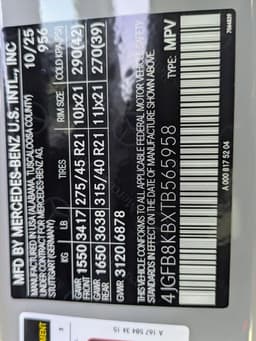 MFD BY MERCEDES-BENZ U.S. INTL., INC
MANUFACTURED IN USA (ALABAMA, TUSCALOOSA COUNTY) 10/25
UNDER CONTRACT FOR MERCEDES-BENZ AG,
STUTTGART (GERMANY) 956
KG LB TIRES RIM SIZE COLD KPA(PSI)
GAWR FRONT 1550 3417 275/45 R21 10Jx21 290(42)
GAWR REAR 1650 3638 315/40 R21 11Jx21 270(39)
GVWR 3120 6878
THIS VEHICLE CONFORMS TO ALL APPLICABLE FEDERAL MOTOR VEHICLE SAFETY
STANDARDS IN EFFECT ON THE DATE OF MANUFACTURE SHOWN ABOVE.
4JGFB8KBXTB565958 TYPE: MPV
A 000 817 52 04
A 167 584 34 15